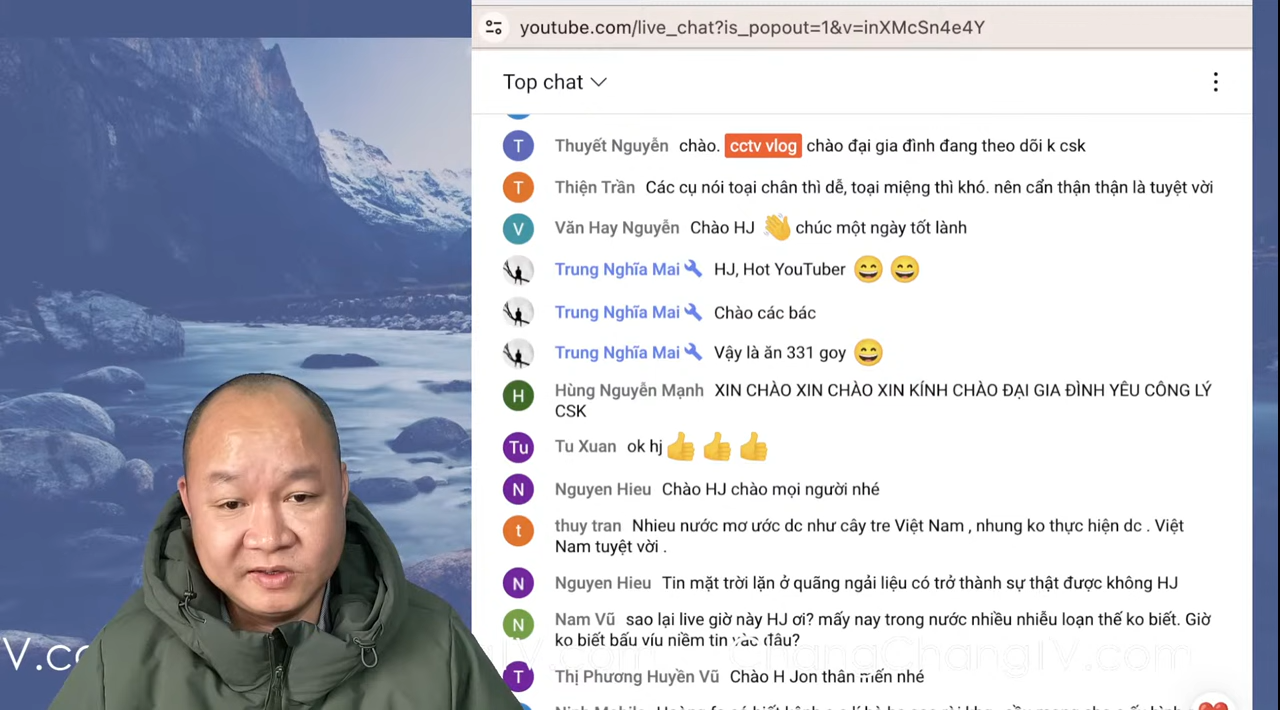 youtube.com/live_chat?is_popout=1&v=inXMcSn4e4Y
Top chat
T Thuyết Nguyễn chào. cctv vlog chào đại gia đình đang theo dõi k csk
T Thiện Trần Các cụ nói toại chân thì dễ, toại miệng thì khó. nên cẩn thận thận là tuyệt vời
V Văn Hay Nguyễn Chào HJ 👋 chúc một ngày tốt lành
Trung Nghĩa Mai HJ, Hot YouTuber 😄 😄
Trung Nghĩa Mai Chào các bác
Trung Nghĩa Mai Vậy là ăn 331 goy 😄
H Hùng Nguyễn Mạnh XIN CHÀO XIN CHÀO XIN KÍNH CHÀO ĐẠI GIA ĐÌNH YÊU CÔNG LÝ
CSK
Tu Tu Xuan ok hj 👍 👍 👍
N Nguyen Hieu Chào HJ chào mọi người nhé
t thuy tran Nhieu nước mơ ước dc như cây tre Việt Nam , nhưng ko thực hiện dc . Việt
Nam tuyệt vời .
N Nguyen Hieu Tin mặt trời lặn ở quãng ngải liệu có trở thành sự thật được không HJ
N Nam Vũ sao lại live giờ này HJ ơi? mấy nay trong nước nhiều nhiễu loạn thế ko biết. Giờ
ko biết bấu víu niềm tin vào đâu?
ChangChangTV.com
T Thị Phương Huyền Vũ Chào H Jon thân mến nhé